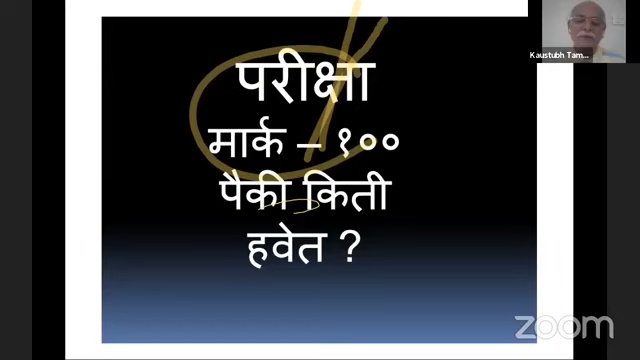 Kaustubh Tam...
परीक्षा
मार्क – १००
पैकी किती
हवेत ?
zoom